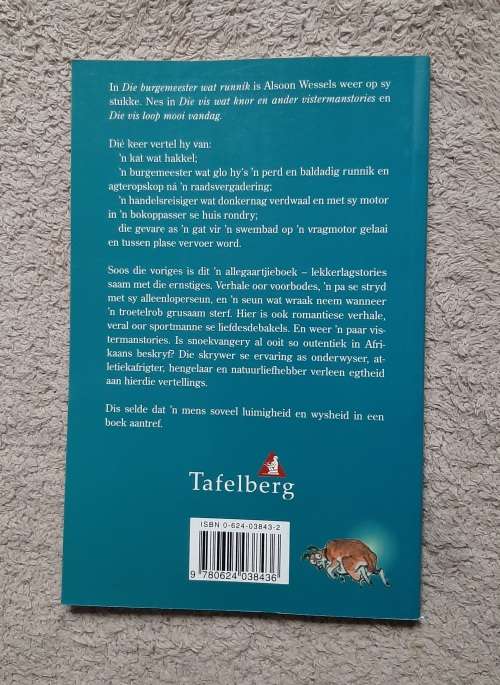 In Die burgemeester wat runnik is Alsoon Wessels weer op sy
stukke. Nes in Die vis wat knor en ander vistermanstories en
Die vis loop mooi vandag.
Dié keer vertel hy van:
'n kat wat hakkel;
'n burgemeester wat glo hy's 'n perd en baldadig runnik en
agteropskop ná 'n raadsvergadering;
'n handelsreisiger wat donkernag verdwaal en met sy motor
in 'n bokoppasser se huis rondry;
die gevare as 'n gat vir 'n swembad op 'n vragmotor gelaai
en tussen plase vervoer word.
Soos die voriges is dit 'n allegaartjieboek – lekkerlagstories
saam met die ernstiges. Verhale oor voorbodes, 'n pa se stryd
met sy alleenloperseun, en 'n seun wat wraak neem wanneer
'n troetelrob grusaam sterf. Hier is ook romantiese verhale,
veral oor sportmanne se liefdesdebakels. En weer 'n paar vis-
termanstories. Is snoekvangery al ooit so outentiek in Afri-
kaans beskryf? Die skrywer se ervaring as onderwyser, at-
letiekafrigter, hengelaar en natuurliefhebber verleen egtheid
aan hierdie vertellings.
Dis selde dat 'n mens soveel luimigheid en wysheid in een
boek aantref.
Tafelberg
ISBN 0-624-03843-2
9 780624 038436